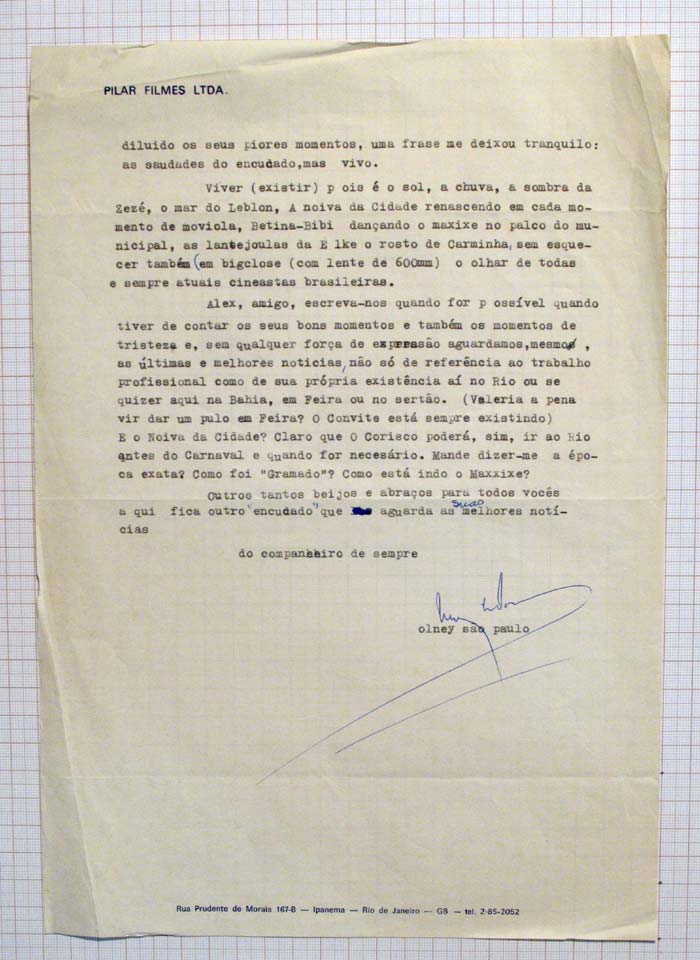 PILAR FILMES LTDA.
diluido os seus piores momentos, uma frase me deixou tranquilo:
as saudades do encudado,mas vivo.
Viver (existir) p ois é o sol, a chuva, a sombra da
Zezé, o mar do Leblon, A noiva da Cidade renascendo em cada mo-
mento de moviola, Betina-Bibi dançando o maxixe no palco do mu-
nicipal, as lantejoulas da E lke o rosto de Carminha, sem esque-
cer também (em bigclose (com lente de 600mm) o olhar de todas
e sempre atuais cineastas brasileiras.
Alex, amigo, escreva-nos quando for p ossível quando
tiver de contar os seus bons momentos e também os momentos de
tristeza e, sem qualquer força de expressão aguardamos,mesmo ,
as últimas e melhores noticias, não só de referência ao trabalho
profissional como de sua própria existência aí no Rio ou se
quizer aqui na Bahia, em Feira ou no sertão. (Valeria a pena
vir dar um pulo em Feira? O Convite está sempre existindo)
E o Noiva da Cidade? Claro que O Corisco poderá, sim, ir ao Rio
antes do Carnaval e quando for necesário. Mande dizer-me a épo-
ca exata? Como foi "Gramado"? Como está indo o Maxxixe?
Outros tantos beijos e abraços para todos vocês
a qui fica outro "encudado" que aguarda as suas melhores notí-
cias
do companheiro de sempre
olney são paulo
Rua Prudente de Morais 167-B — Ipanema — Rio de Janeiro — GB — tel. 2-85-2052